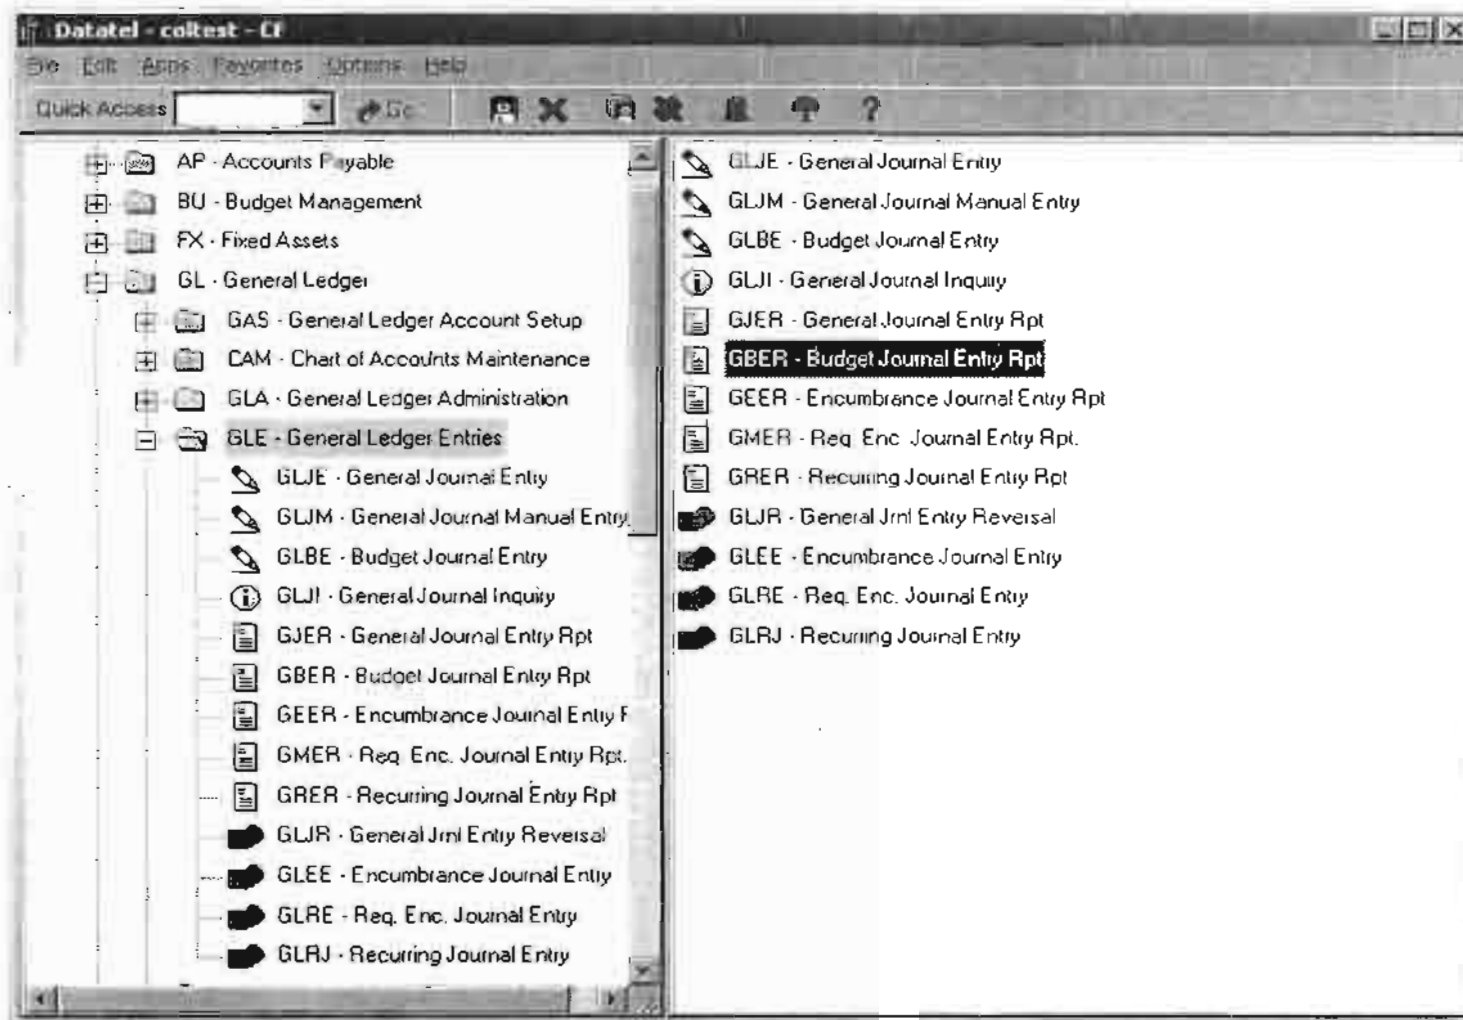 Datatel - coltest - CF
File Edit Apps Favorites Options Help
Quick Access Go ?
AP - Accounts Payable
BU - Budget Management
FX - Fixed Assets
GL - General Ledger
GAS - General Ledger Account Setup
CAM - Chart of Accounts Maintenance
GLA - General Ledger Administration
GLE - General Ledger Entries
GLJE - General Journal Entry
GLJM - General Journal Manual Entry
GLBE - Budget Journal Entry
GLJI - General Journal Inquiry
GJER - General Journal Entry Rpt
GBER - Budget Journal Entry Rpt
GEER - Encumbrance Journal Entry F
GMER - Req. Enc. Journal Entry Rpt.
GRER - Recurring Journal Entry Rpt
GLJR - General Jrnl Entry Reversal
GLEE - Encumbrance Journal Entry
GLRE - Req. Enc. Journal Entry
GLRJ - Recurring Journal Entry
GLJE - General Journal Entry
GLJM - General Journal Manual Entry
GLBE - Budget Journal Entry
GLJI - General Journal Inquiry
GJER - General Journal Entry Rpt
GBER - Budget Journal Entry Rpt
GEER - Encumbrance Journal Entry Rpt
GMER - Req. Enc. Journal Entry Rpt.
GRER - Recurring Journal Entry Rpt
GLJR - General Jrnl Entry Reversal
GLEE - Encumbrance Journal Entry
GLRE - Req. Enc. Journal Entry
GLRJ - Recurring Journal Entry